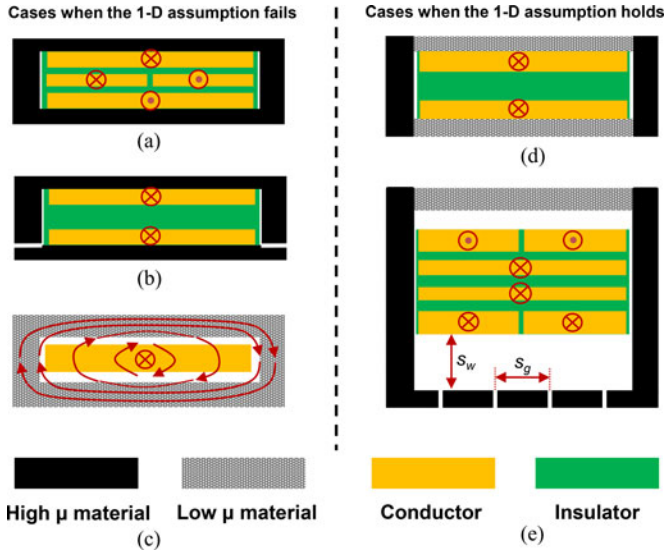 Cases when the 1-D assumption fails
Cases when the 1-D assumption holds
(a)
(d)
(b)
s_w
s_g
High µ material
Low µ material
Conductor
Insulator
(c)
(e)